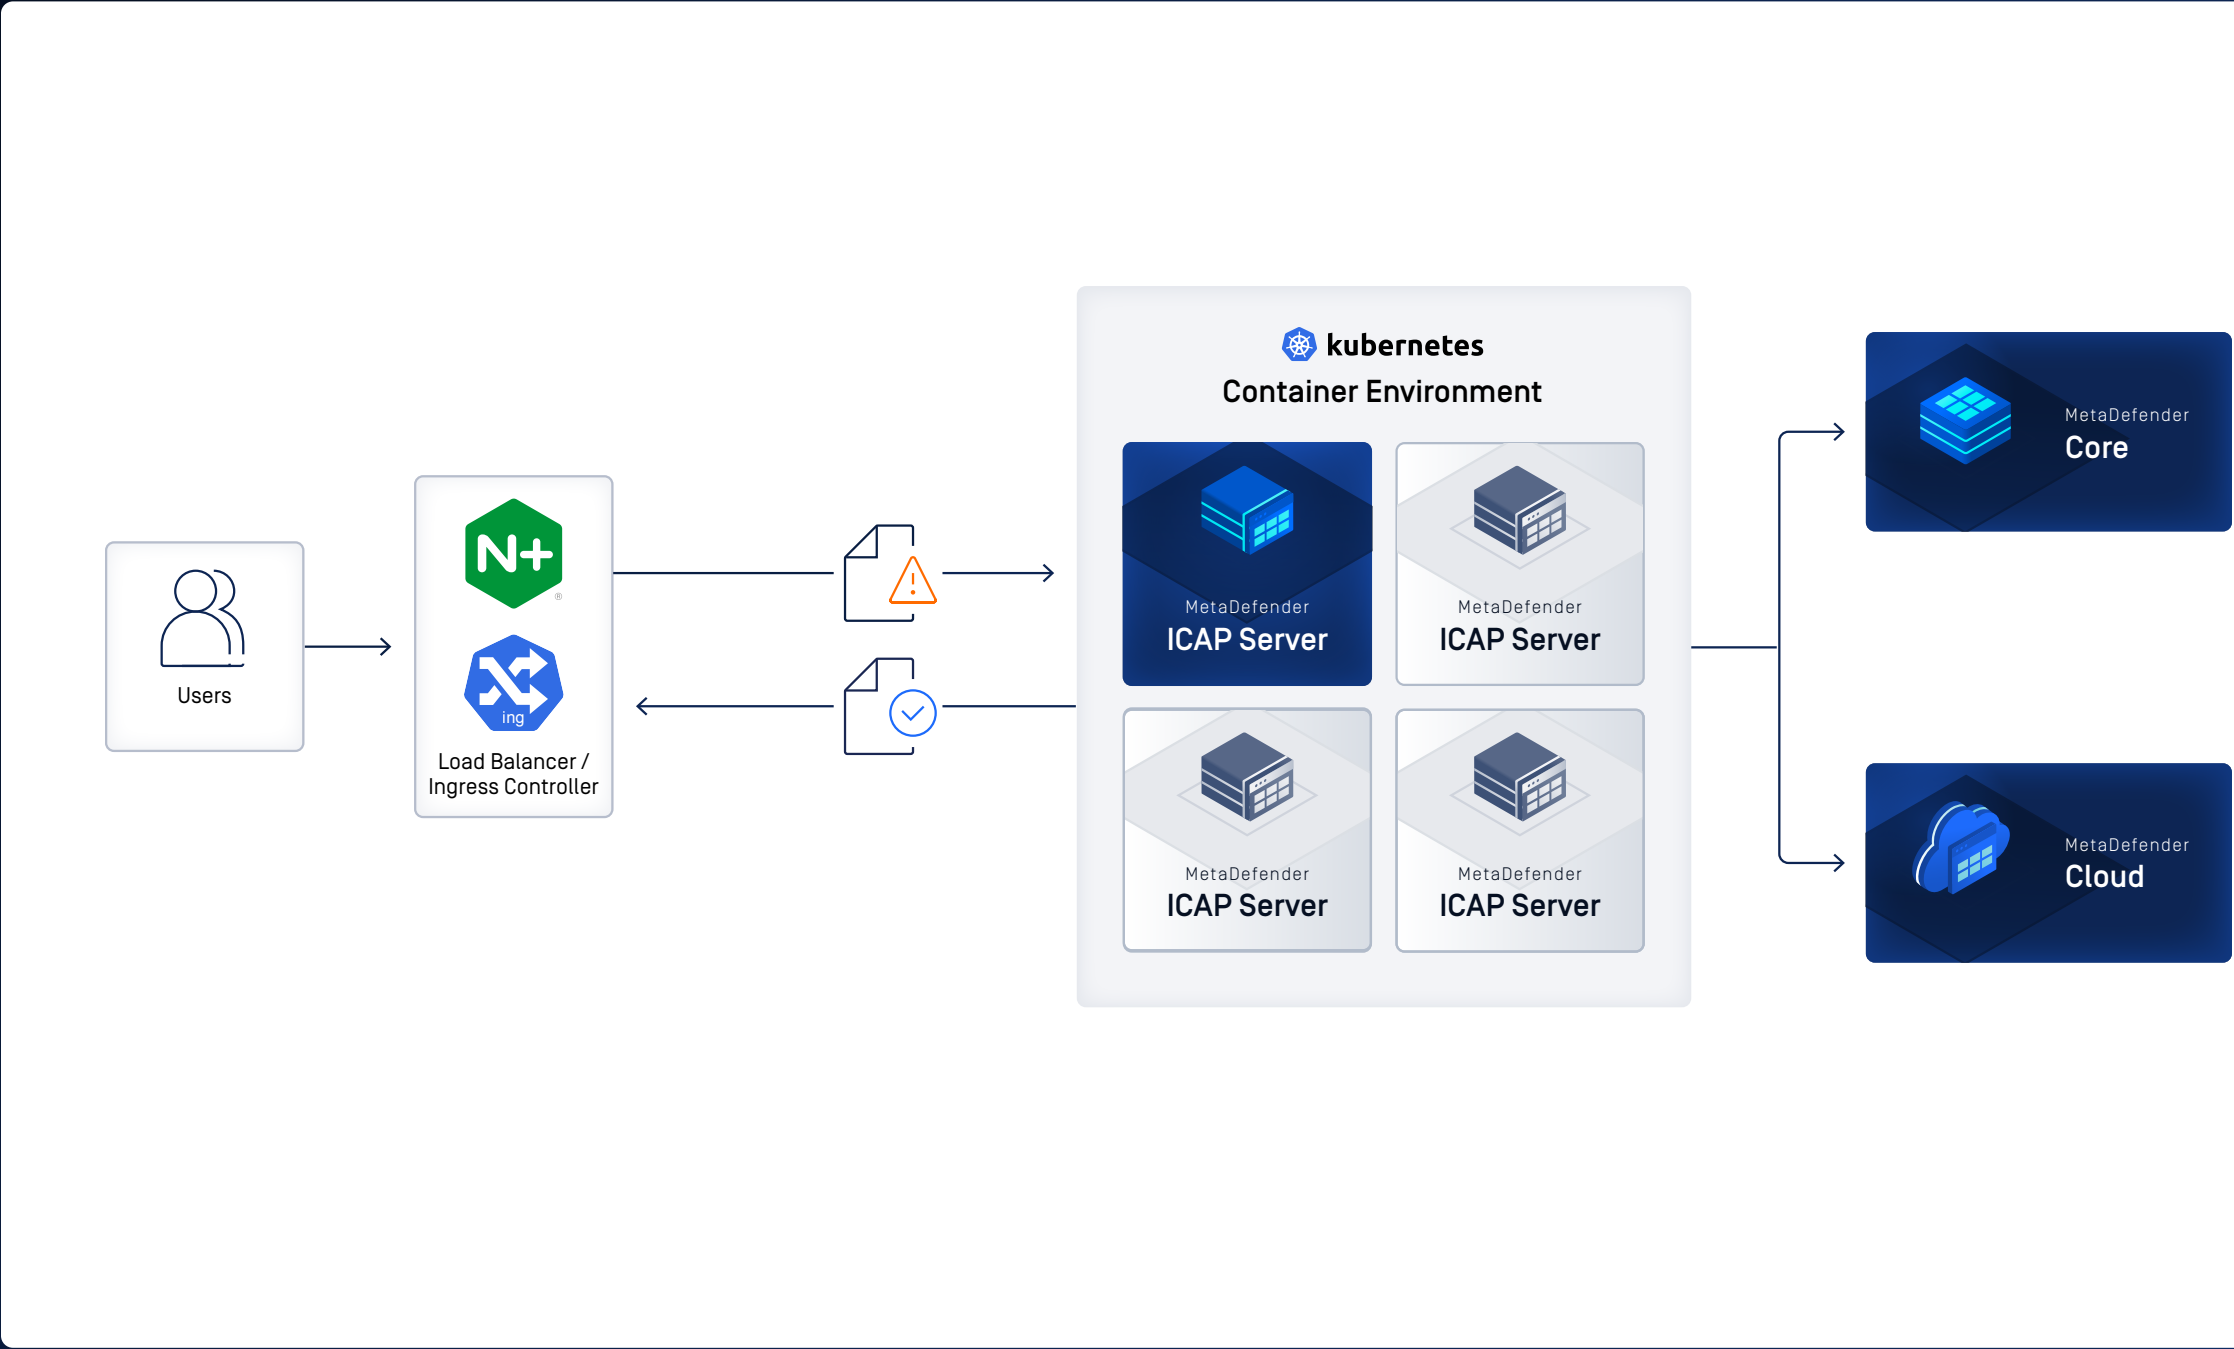 Users
N+
®
ing
Load Balancer /
Ingress Controller
kubernetes
Container Environment
MetaDefender
ICAP Server
MetaDefender
ICAP Server
MetaDefender
ICAP Server
MetaDefender
ICAP Server
MetaDefender
Core
MetaDefender
Cloud